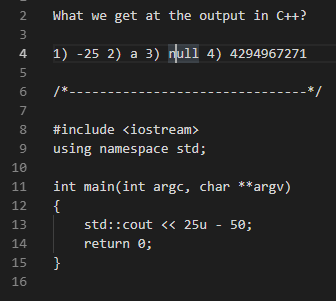 2 What we get at the output in C++?
3
4 1) -25 2) a 3) null 4) 4294967271
5
6 /*-------------------------------*/
7
8 #include <iostream>
9 using namespace std;
10
11 int main(int argc, char **argv)
12 {
13     std::cout << 25u - 50;
14     return 0;
15 }
16